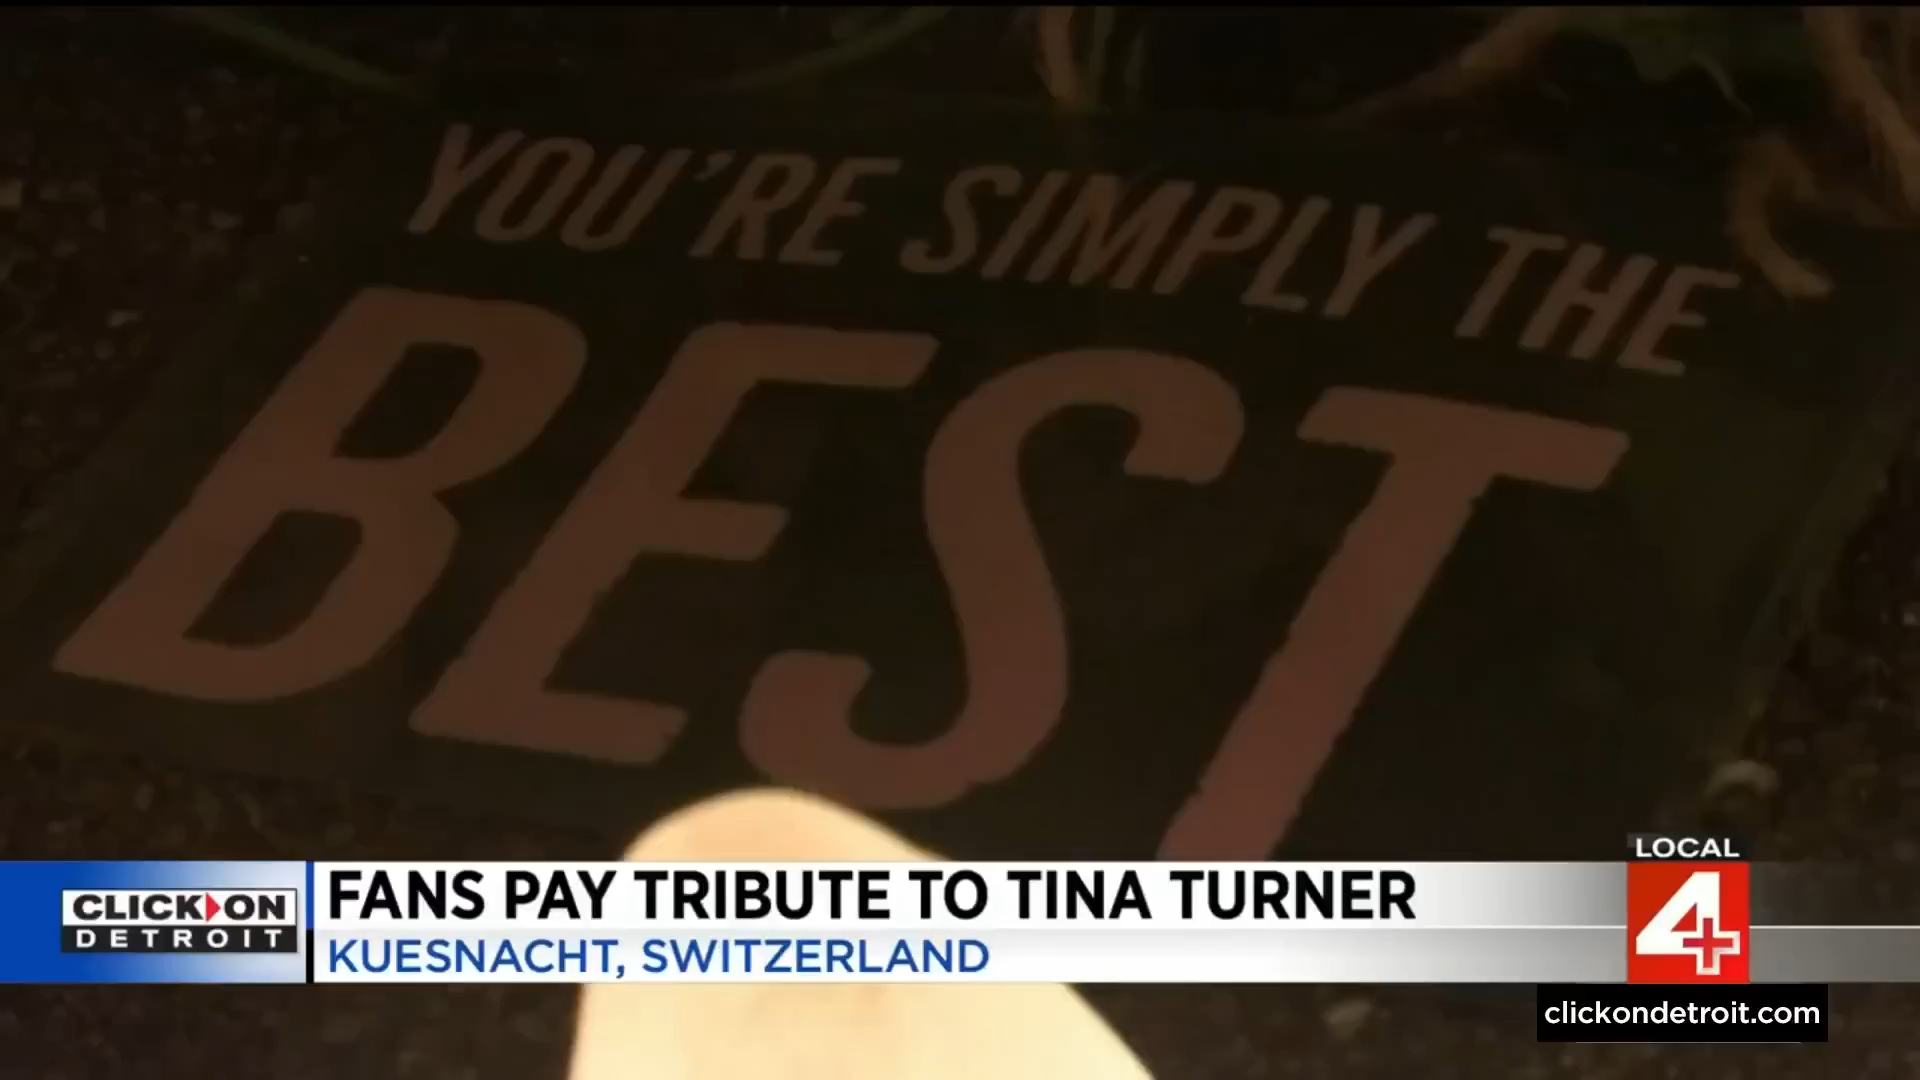 YOU'RE SIMPLY THE
BEST
LOCAL
4
CLICK ON
DETROIT
FANS PAY TRIBUTE TO TINA TURNER
KUESNACHT, SWITZERLAND
clickondetroit.com